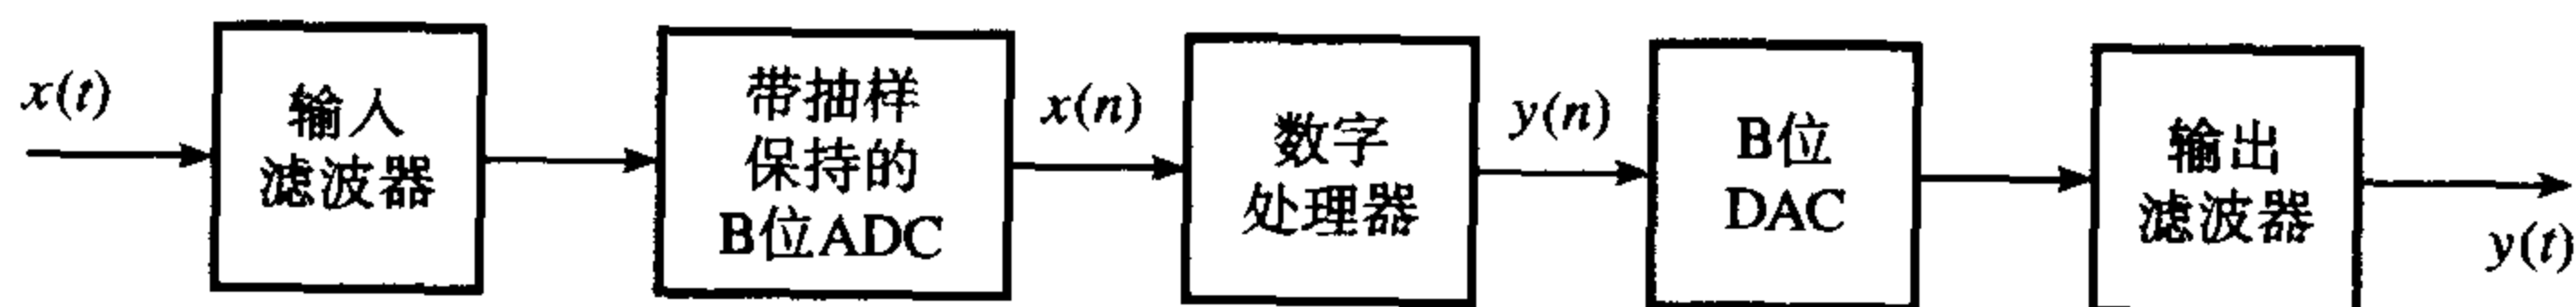 x(t)
输入
滤波器
带抽样
保持的
B位ADC
x(n)
数字
处理器
y(n)
B位
DAC
输出
滤波器
y(t)